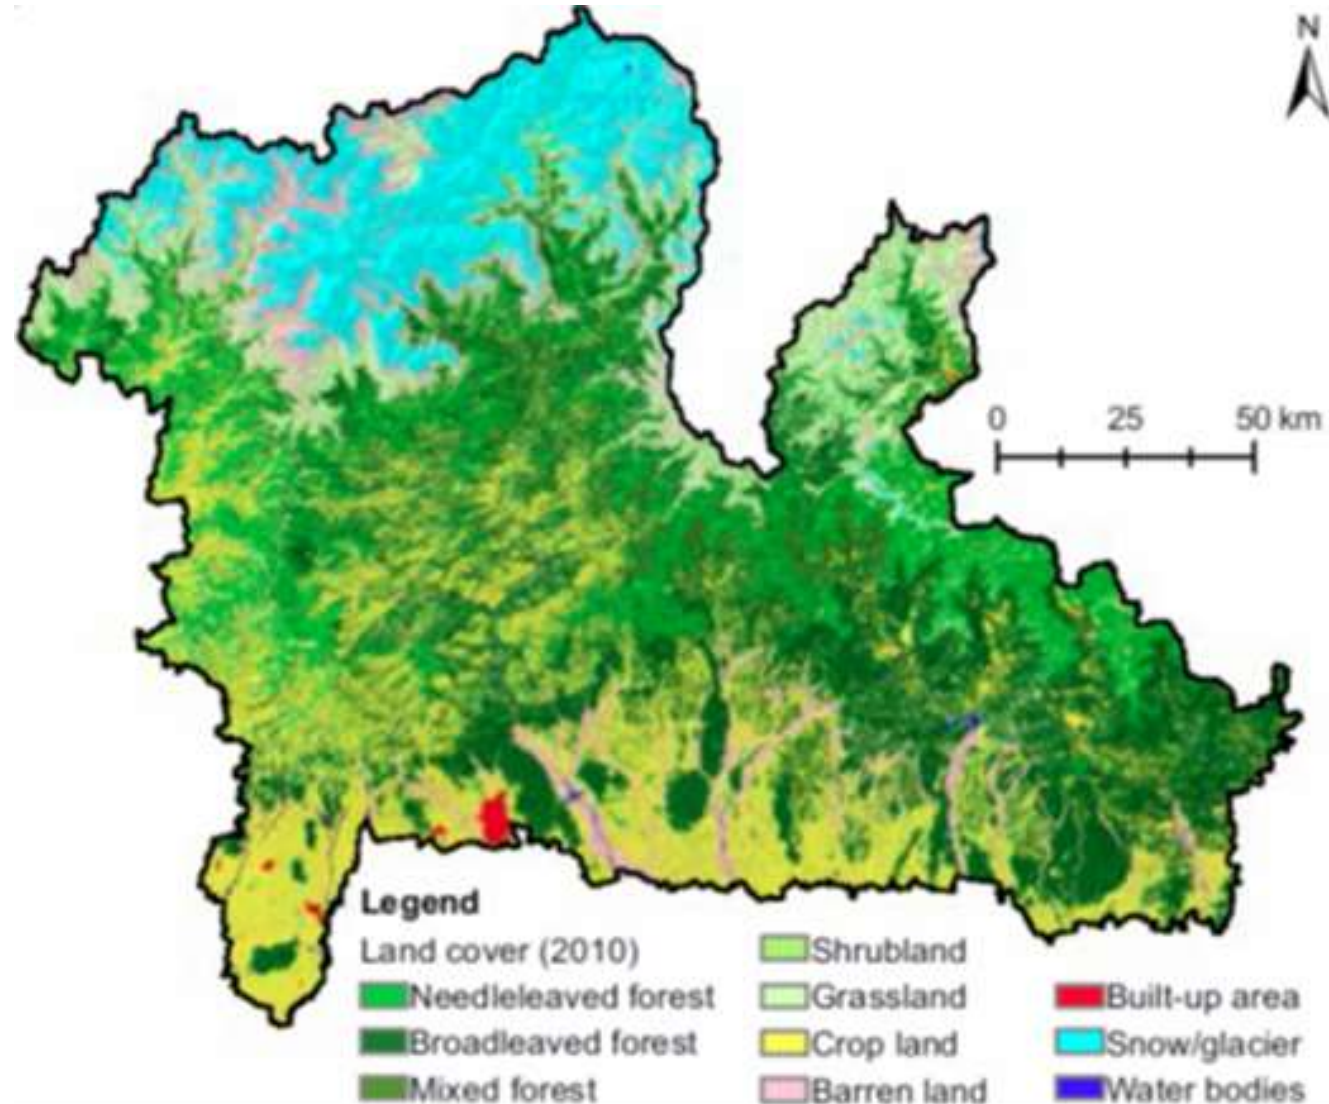 N
0 25 50 km
Legend
Land cover (2010)
Needleleaved forest
Broadleaved forest
Mixed forest
Shrubland
Grassland
Crop land
Barren land
Built-up area
Snow/glacier
Water bodies